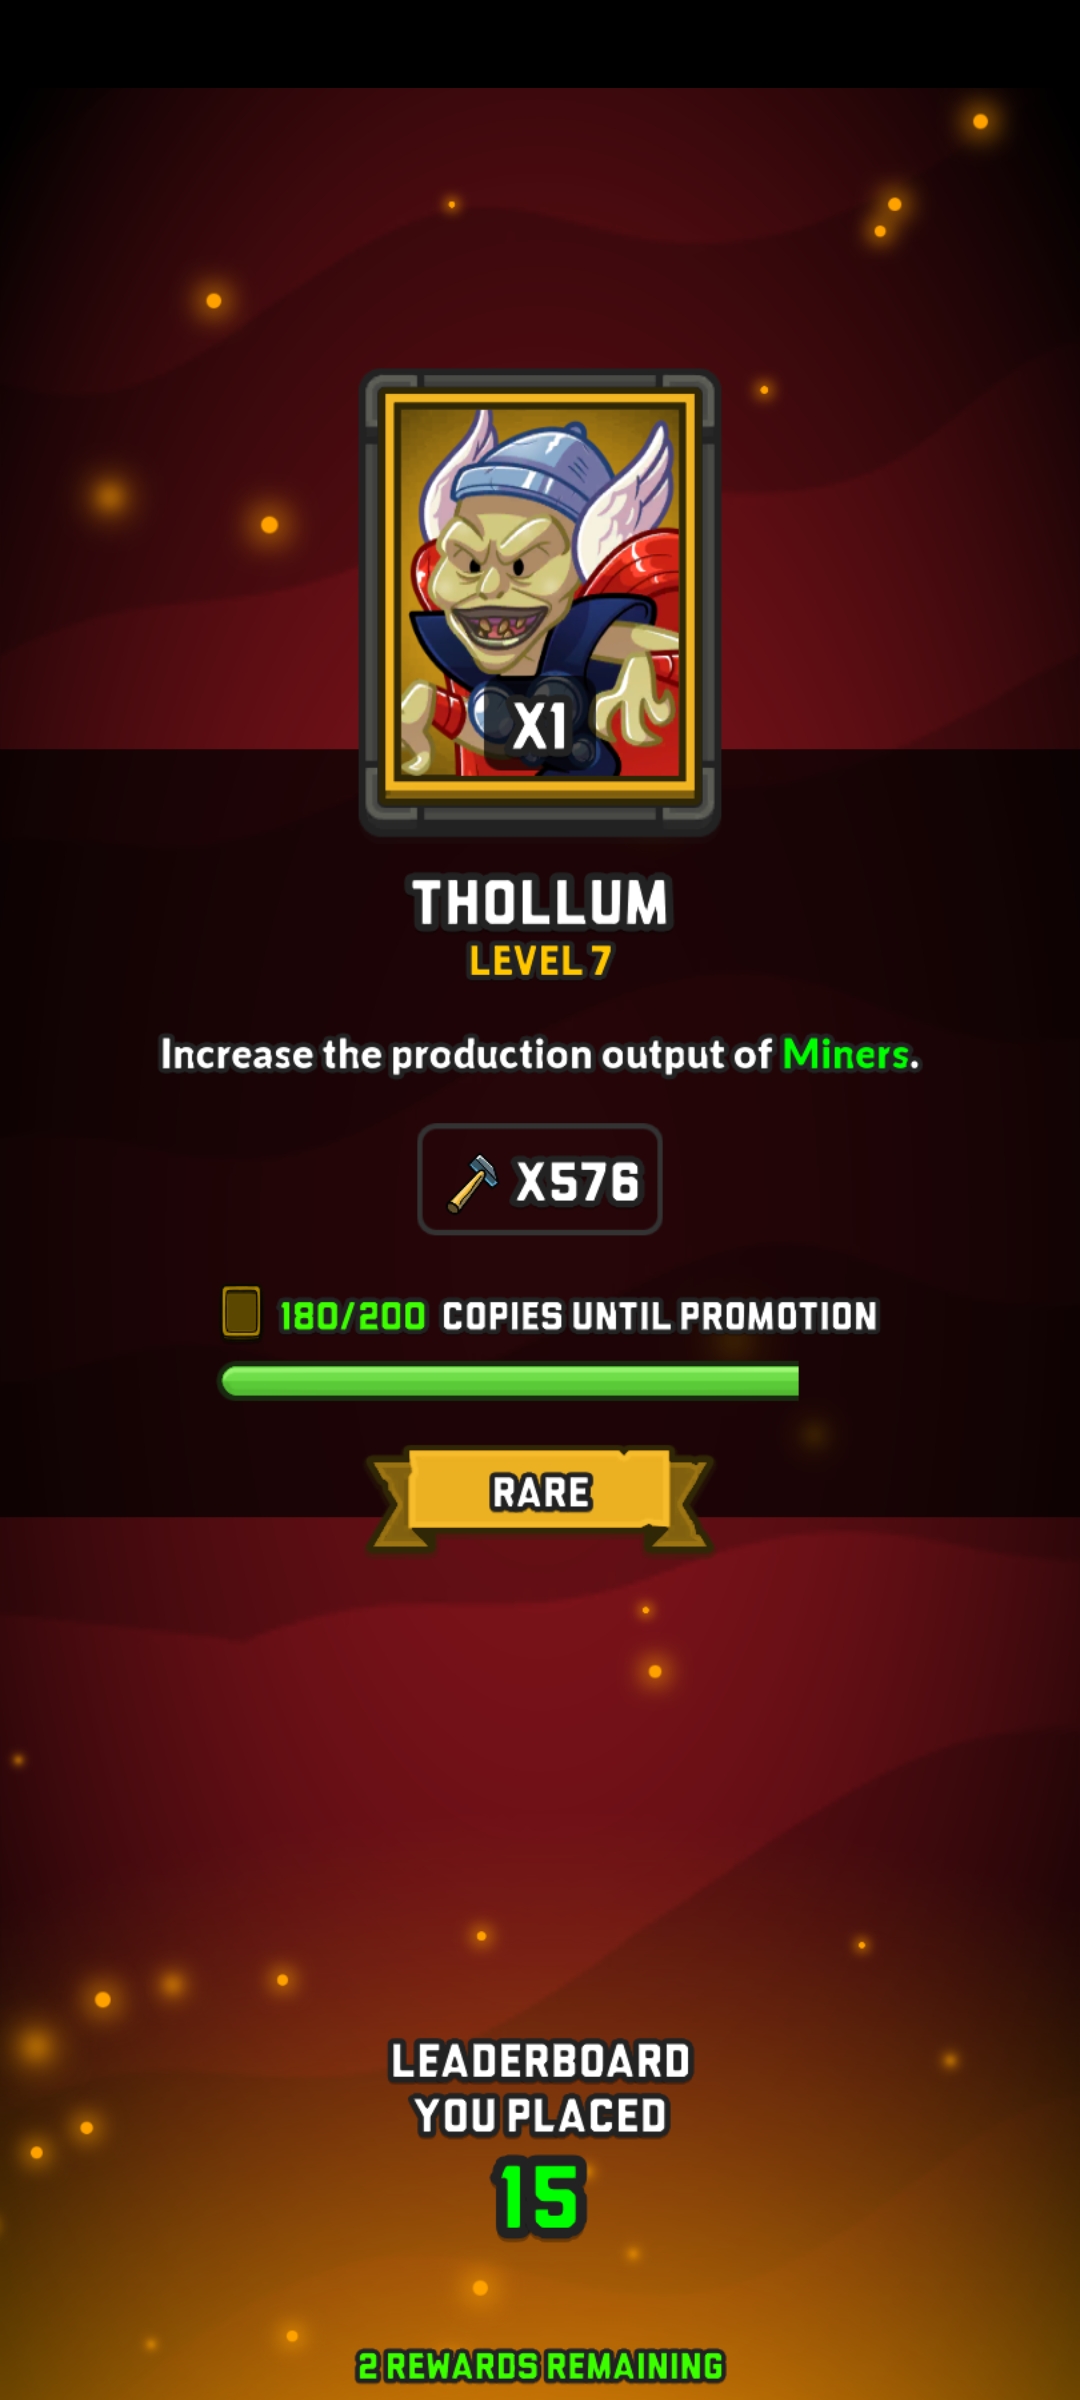 X1
THOLLUM
LEVEL 7
Increase the production output of Miners.
X576
180/200 COPIES UNTIL PROMOTION
RARE
LEADERBOARD
YOU PLACED
15
2 REWARDS REMAINING